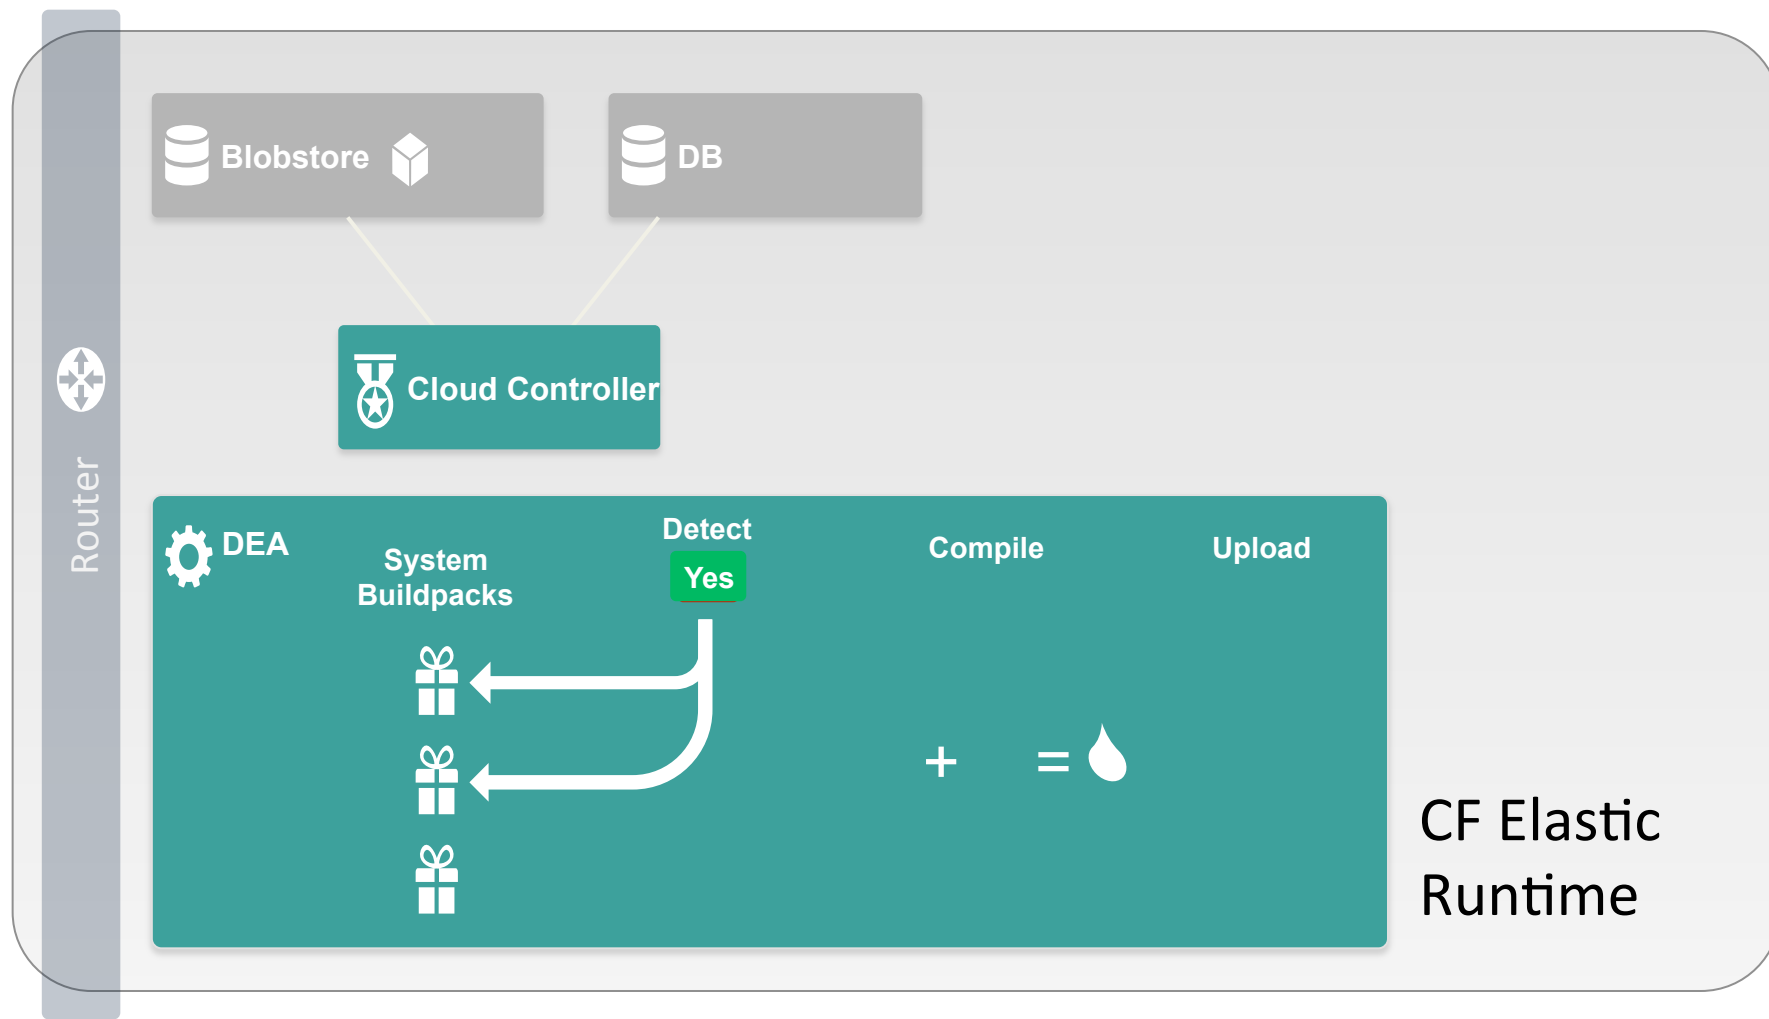 Router
Blobstore
DB
Cloud Controller
DEA
System
Buildpacks
Detect
Yes
Compile
Upload
+ =
CF Elastic
Runtime